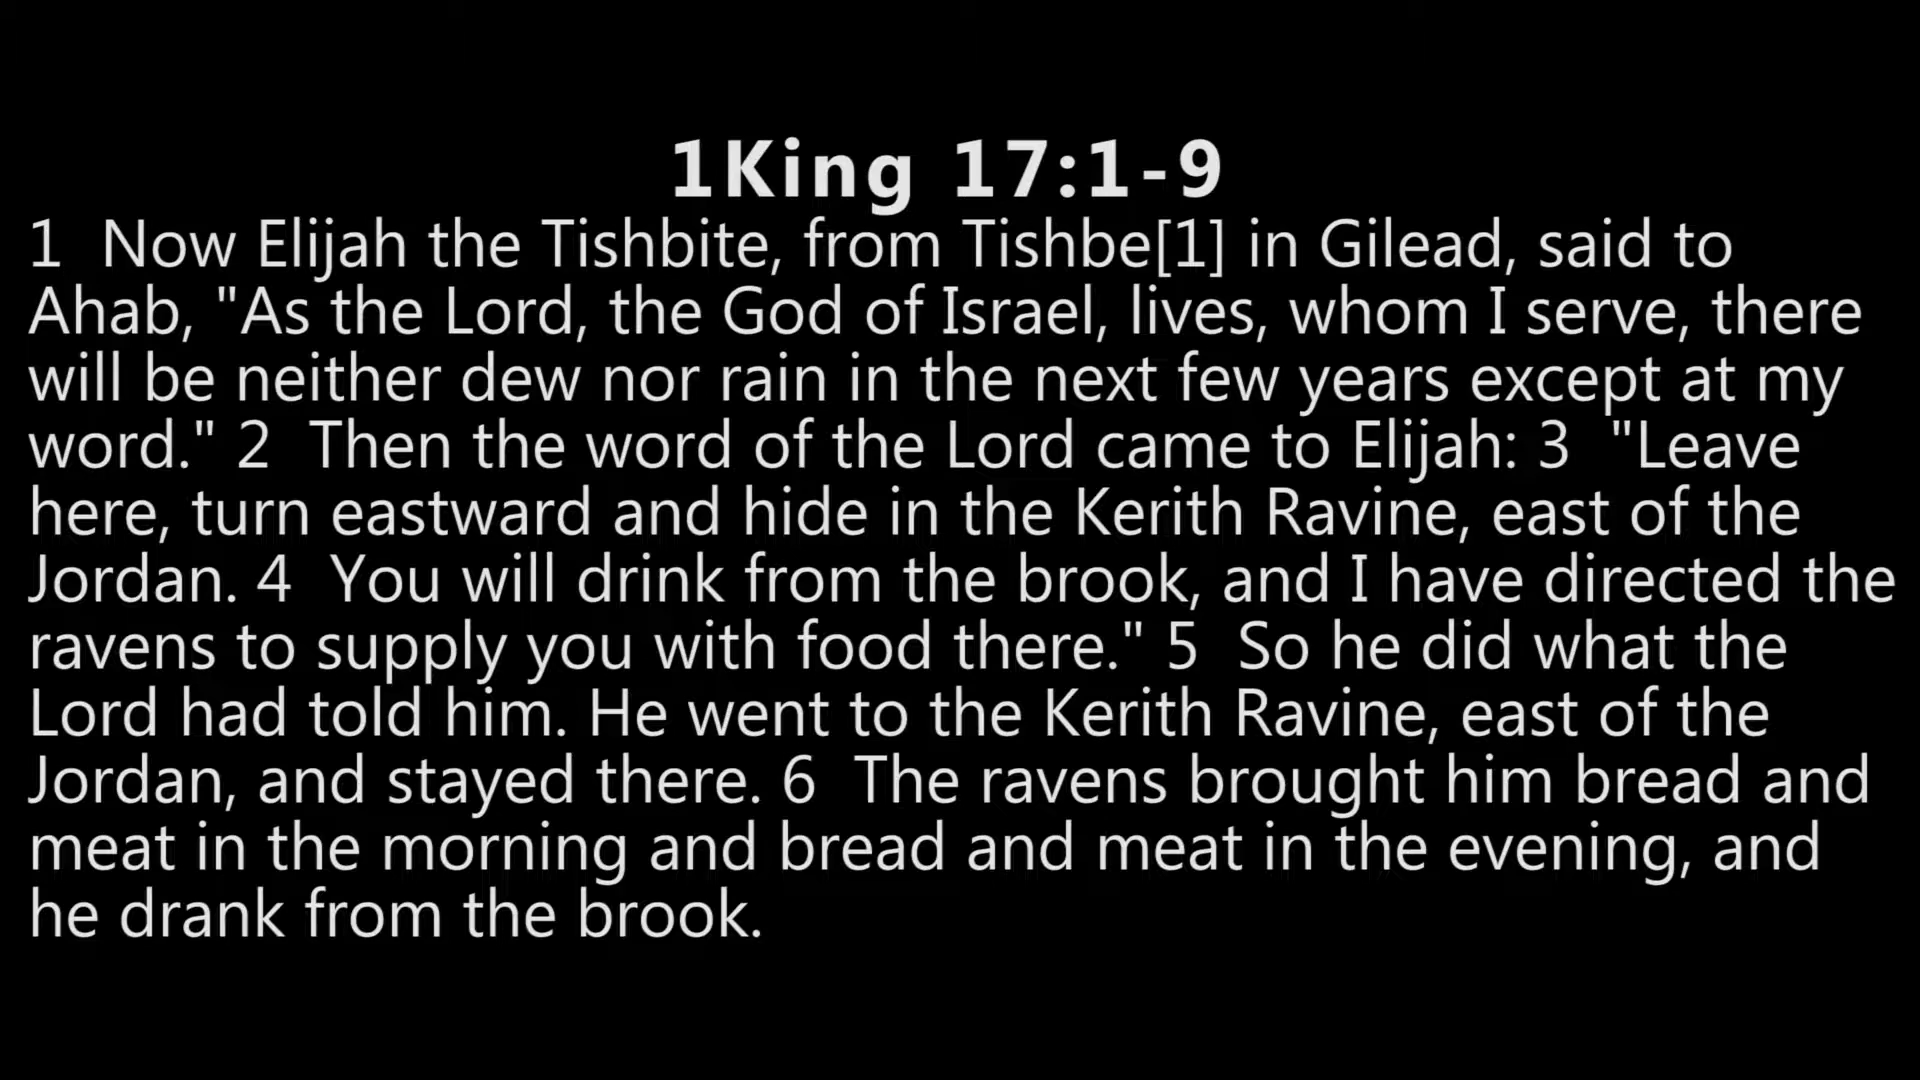 1King 17:1-9
1  Now Elijah the Tishbite, from Tishbe[1] in Gilead, said to
Ahab, "As the Lord, the God of Israel, lives, whom I serve, there
will be neither dew nor rain in the next few years except at my
word." 2  Then the word of the Lord came to Elijah: 3  "Leave
here, turn eastward and hide in the Kerith Ravine, east of the
Jordan. 4  You will drink from the brook, and I have directed the
ravens to supply you with food there." 5  So he did what the
Lord had told him. He went to the Kerith Ravine, east of the
Jordan, and stayed there. 6  The ravens brought him bread and
meat in the morning and bread and meat in the evening, and
he drank from the brook.